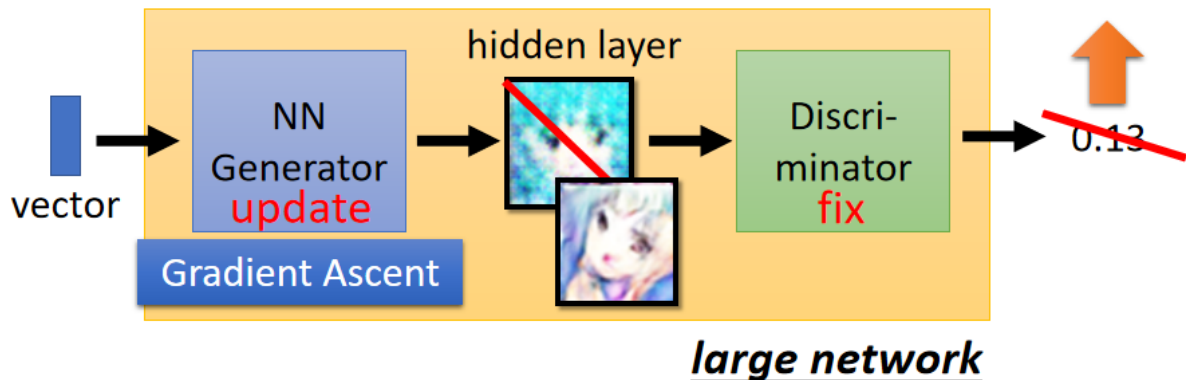 hidden layer
NN
Generator
update
Discri-
minator
fix
0.13
vector
Gradient Ascent
large network